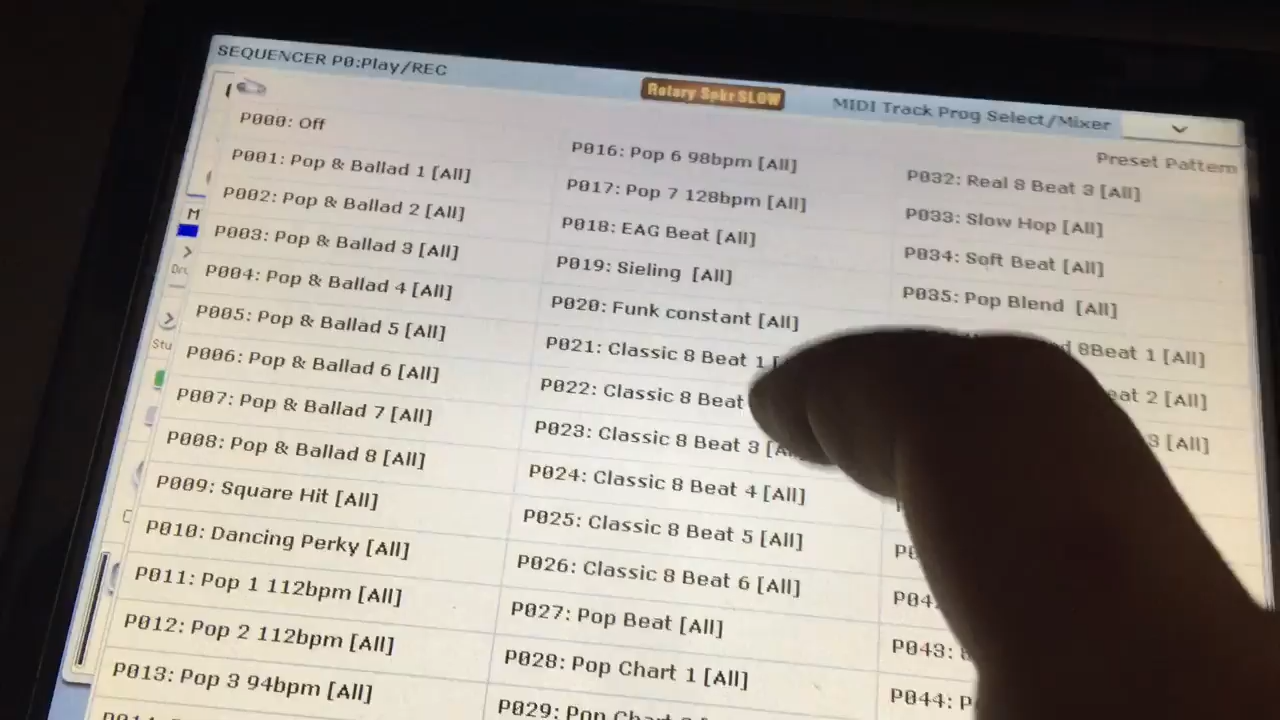 SEQUENCER P0:Play/REC
Rotary Spkr SLOW
MIDI Track Prog Select/Mixer
Preset Pattern
P000: Off
P001: Pop & Ballad 1 [All]
P002: Pop & Ballad 2 [All]
P003: Pop & Ballad 3 [All]
P004: Pop & Ballad 4 [All]
P005: Pop & Ballad 5 [All]
P006: Pop & Ballad 6 [All]
P007: Pop & Ballad 7 [All]
P008: Pop & Ballad 8 [All]
P009: Square Hit [All]
P010: Dancing Perky [All]
P011: Pop 1 112bpm [All]
P012: Pop 2 112bpm [All]
P013: Pop 3 94bpm [All]
P016: Pop 6 98bpm [All]
P017: Pop 7 128bpm [All]
P018: EAG Beat [All]
P019: Sieling [All]
P020: Funk constant [All]
P021: Classic 8 Beat 1
P022: Classic 8 Beat
P023: Classic 8 Beat 3
P024: Classic 8 Beat 4 [All]
P025: Classic 8 Beat 5 [All]
P026: Classic 8 Beat 6 [All]
P027: Pop Beat [All]
P028: Pop Chart 1 [All]
P029: Pop
P032: Real 8 Beat 3 [All]
P033: Slow Hop [All]
P034: Soft Beat [All]
P035: Pop Blend [All]
8Beat 1 [All]
2 [All]
[All]
P043:
P044: P